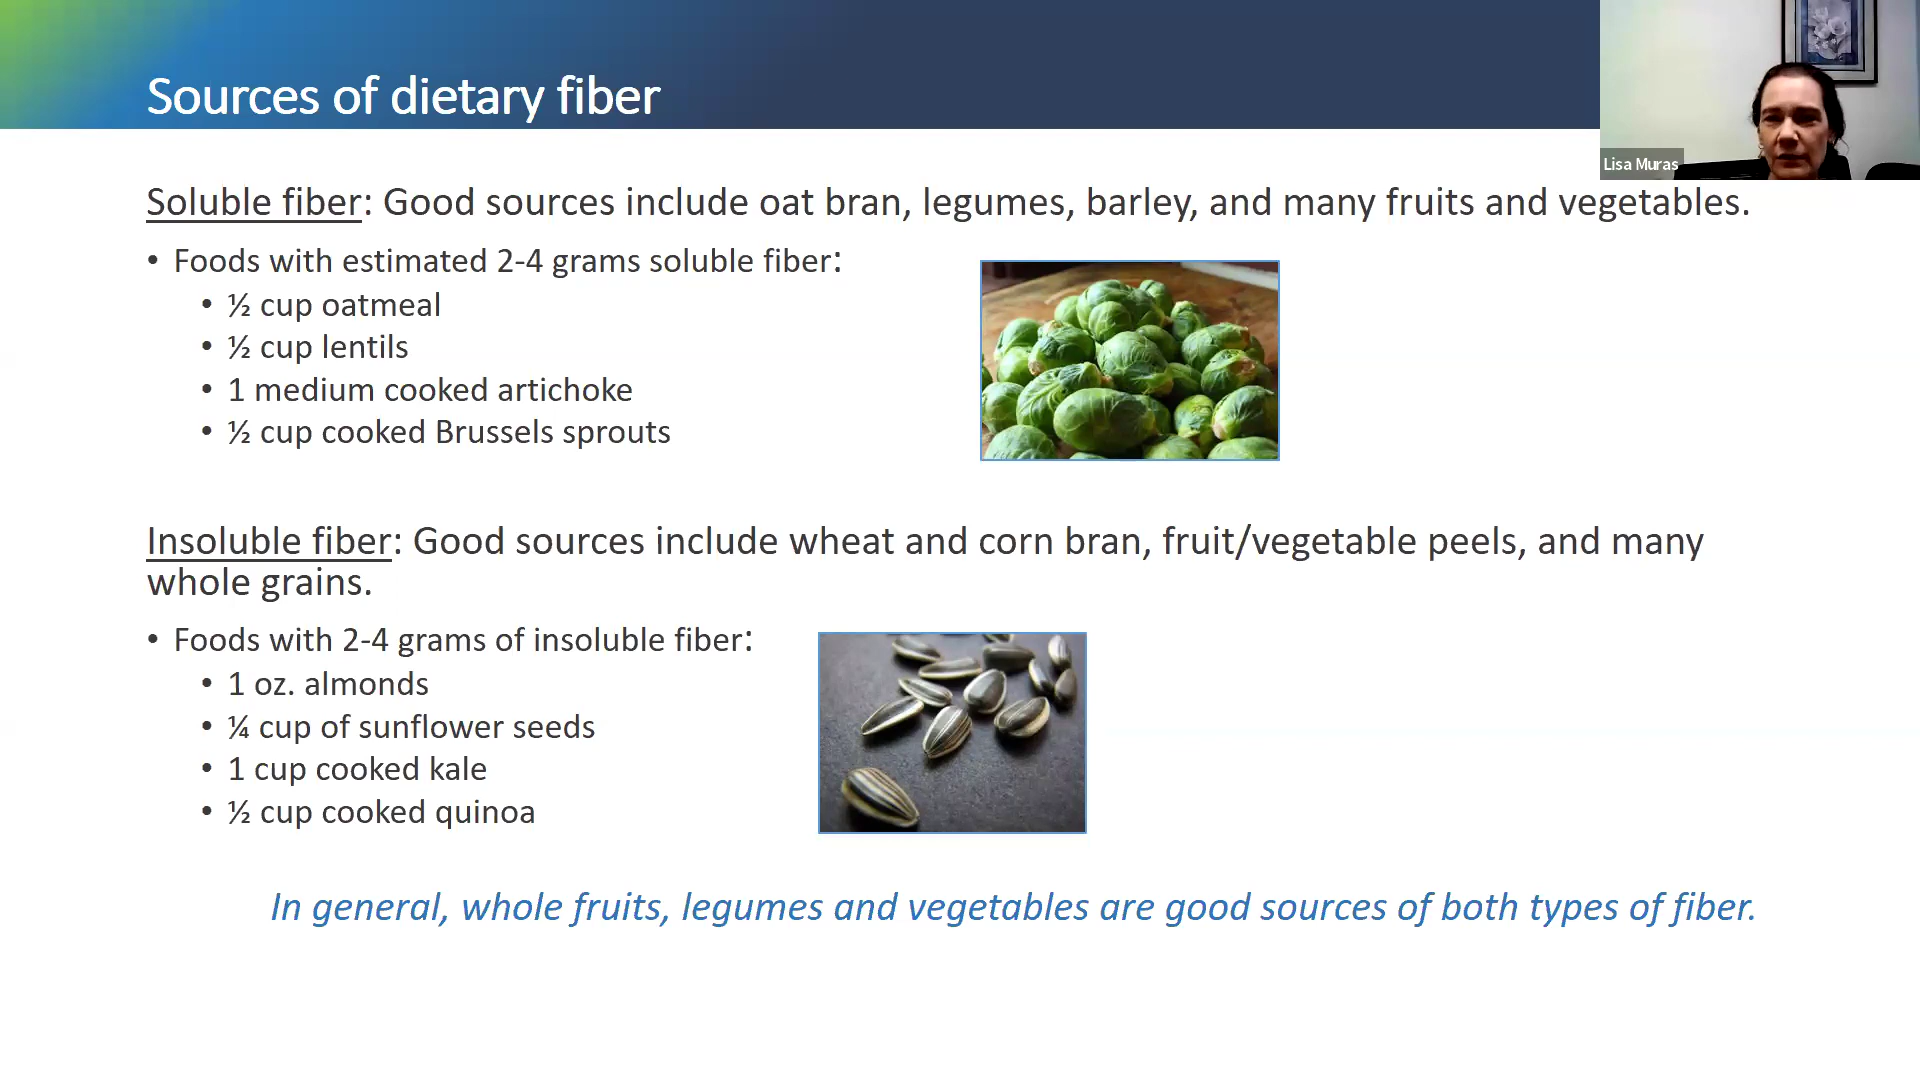 Sources of dietary fiber
Lisa Muras
Soluble fiber: Good sources include oat bran, legumes, barley, and many fruits and vegetables.
• Foods with estimated 2-4 grams soluble fiber:
• ½ cup oatmeal
• ½ cup lentils
• 1 medium cooked artichoke
• ½ cup cooked Brussels sprouts
Insoluble fiber: Good sources include wheat and corn bran, fruit/vegetable peels, and many
whole grains.
• Foods with 2-4 grams of insoluble fiber:
• 1 oz. almonds
• ¼ cup of sunflower seeds
• 1 cup cooked kale
• ½ cup cooked quinoa
In general, whole fruits, legumes and vegetables are good sources of both types of fiber.